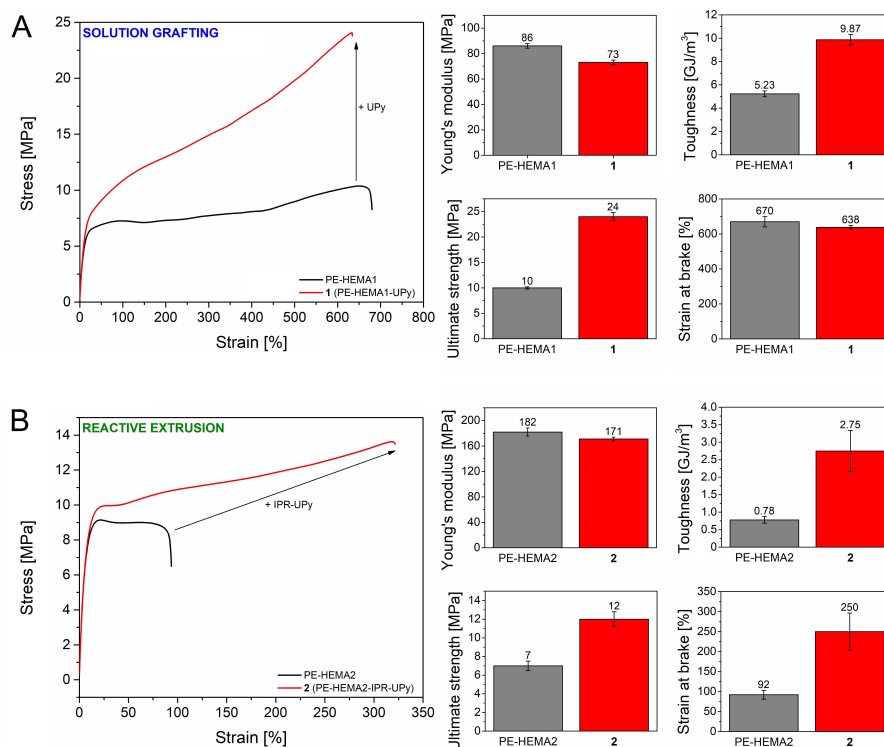 A
SOLUTION GRAFTING
Stress [MPa]
25
20
15
10
5
0
+ UPy
PE-HEMA1
1 (PE-HEMA1-UPy)
0 100 200 300 400 500 600 700 800
Strain [%]
Young's modulus [MPa]
120
100
80
60
40
20
0
86
73
PE-HEMA1 1
Toughness [GJ/m³]
12
10
8
6
4
2
0
5.23
9.87
PE-HEMA1 1
Ultimate strength [MPa]
25
20
15
10
5
0
10
24
PE-HEMA1 1
Strain at brake [%]
800
600
400
200
0
670
638
PE-HEMA1 1
B
REACTIVE EXTRUSION
Stress [MPa]
14
12
10
8
6
4
2
0
+ IPR-UPy
PE-HEMA2
2 (PE-HEMA2-IPR-UPy)
0 50 100 150 200 250 300 350
Strain [%]
Young's modulus [MPa]
200
160
120
80
40
0
182
171
PE-HEMA2 2
Toughness [GJ/m³]
4.0
3.5
3.0
2.5
2.0
1.5
1.0
0.5
0.0
0.78
2.75
PE-HEMA2 2
Ultimate strength [MPa]
14
12
10
8
6
4
2
0
7
12
PE-HEMA2 2
Strain at brake [%]
350
300
250
200
150
100
50
0
92
250
PE-HEMA2 2